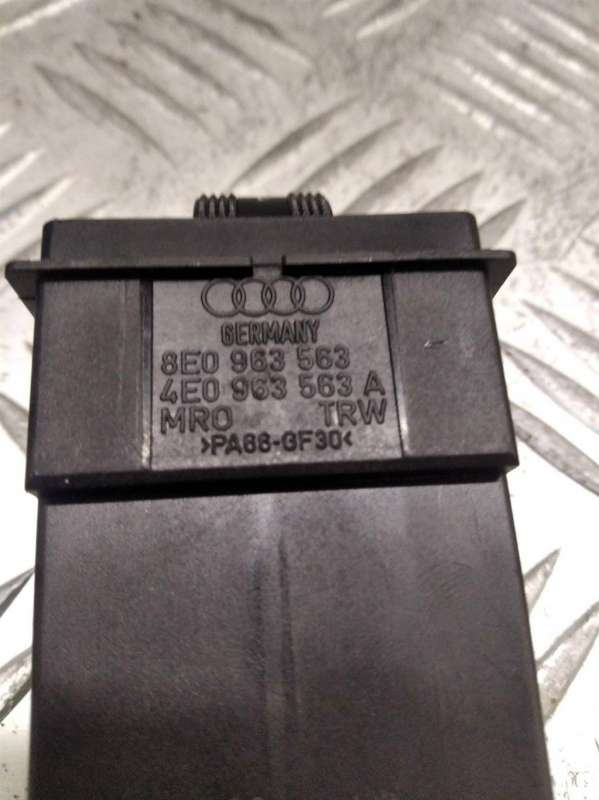 GERMANY
8E0 963 563
4E0 963 563 A
MRO TRW
>PA66-GF30<